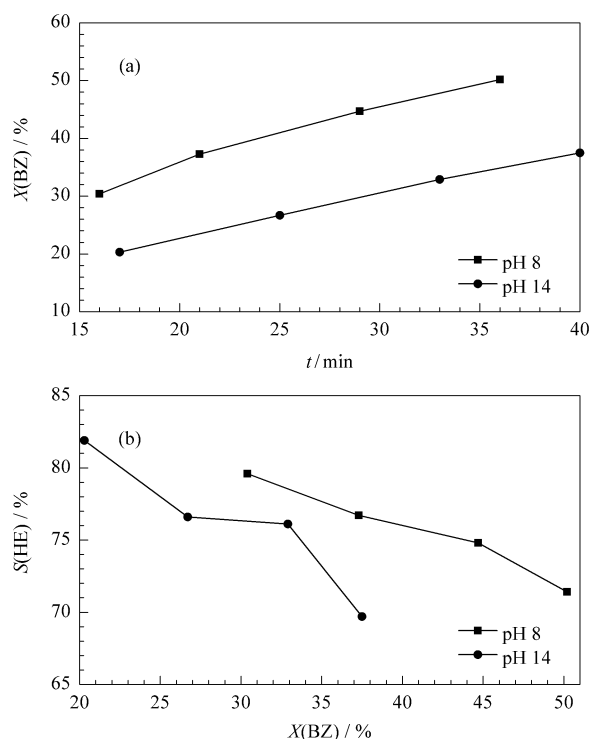 60
(a)
50
40
X(BZ) / %
30
20
pH 8
pH 14
10
15 20 25 30 35 40
t / min
85
(b)
80
75
S(HE) / %
70
pH 8
pH 14
65
20 25 30 35 40 45 50
X(BZ) / %